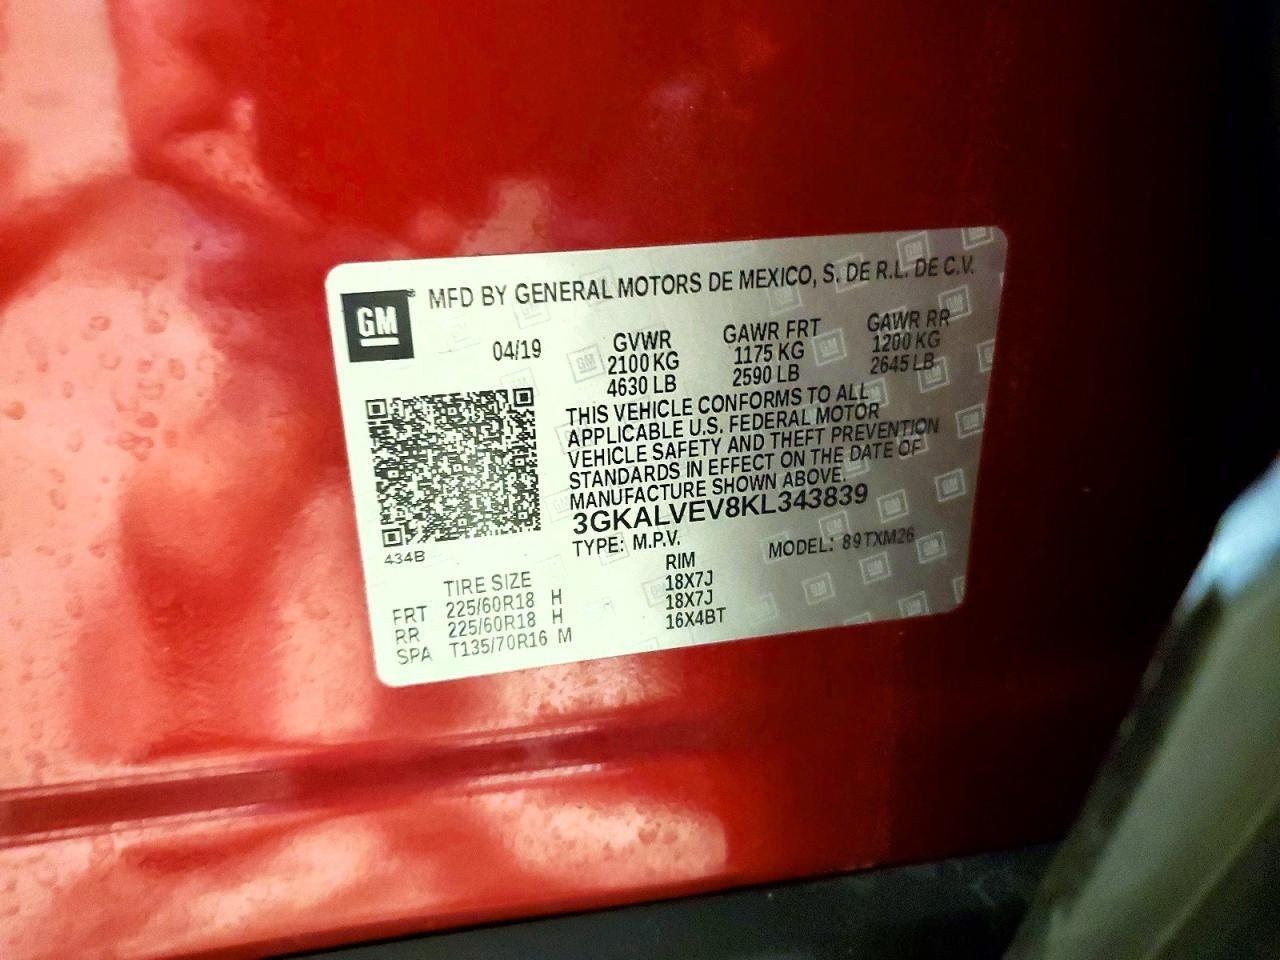 GM
MFD BY GENERAL MOTORS DE MEXICO, S. DE R.L. DE C.V.
04/19
GVWR GAWR FRT GAWR RR
2100 KG 1175 KG 1200 KG
4630 LB 2590 LB 2645 LB
THIS VEHICLE CONFORMS TO ALL
APPLICABLE U.S. FEDERAL MOTOR
VEHICLE SAFETY AND THEFT PREVENTION
STANDARDS IN EFFECT ON THE DATE OF
MANUFACTURE SHOWN ABOVE.
3GKALVEV8KL343839
434B
TYPE: M.P.V. MODEL: 89TXM26
TIRE SIZE RIM
FRT 225/60R18 H 18X7J
RR 225/60R18 H 18X7J
SPA T135/70R16 M 16X4BT